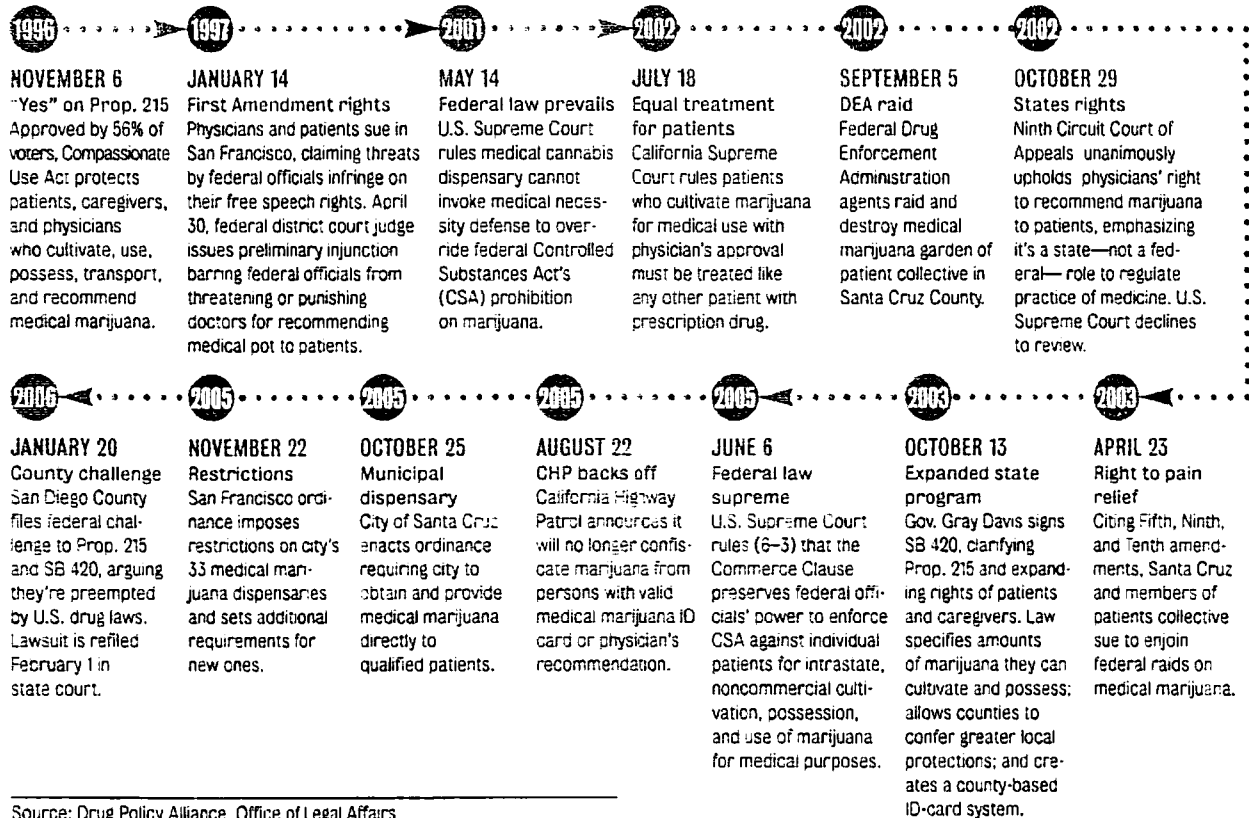 1996
NOVEMBER 6
"Yes" on Prop. 215
Approved by 56% of
voters, Compassionate
Use Act protects
patients, caregivers,
and physicians
who cultivate, use,
possess, transport,
and recommend
medical marijuana.
1997
JANUARY 14
First Amendment rights
Physicians and patients sue in
San Francisco, claiming threats
by federal officials infringe on
their free speech rights. April
30, federal district court judge
issues preliminary injunction
barring federal officials from
threatening or punishing
doctors for recommending
medical pot to patients.
2001
MAY 14
Federal law prevails
U.S. Supreme Court
rules medical cannabis
dispensary cannot
invoke medical neces-
sity defense to over-
ride federal Controlled
Substances Act's
(CSA) prohibition
on marijuana.
2002
JULY 18
Equal treatment
for patients
California Supreme
Court rules patients
who cultivate marijuana
for medical use with
physician's approval
must be treated like
any other patient with
prescription drug.
2002
SEPTEMBER 5
DEA raid
Federal Drug
Enforcement
Administration
agents raid and
destroy medical
marijuana garden of
patient collective in
Santa Cruz County.
2002
OCTOBER 29
States rights
Ninth Circuit Court of
Appeals unanimously
upholds physicians' right
to recommend marijuana
to patients, emphasizing
it's a state—not a fed-
eral— role to regulate
practice of medicine. U.S.
Supreme Court declines
to review.
2006
JANUARY 20
County challenge
San Diego County
files federal chal-
lenge to Prop. 215
and SB 420, arguing
they're preempted
by U.S. drug laws.
Lawsuit is refiled
February 1 in
state court.
2005
NOVEMBER 22
Restrictions
San Francisco ordi-
nance imposes
restrictions on city's
33 medical mari-
juana dispensaries
and sets additional
requirements for
new ones.
2005
OCTOBER 25
Municipal
dispensary
City of Santa Cruz
enacts ordinance
requiring city to
obtain and provide
medical marijuana
directly to
qualified patients.
2005
AUGUST 22
CHP backs off
California Highway
Patrol announces it
will no longer confis-
cate marijuana from
persons with valid
medical marijuana ID
card or physician's
recommendation.
2005
JUNE 6
Federal law
supreme
U.S. Supreme Court
rules (6–3) that the
Commerce Clause
preserves federal offi-
cials' power to enforce
CSA against individual
patients for intrastate,
noncommercial culti-
vation, possession,
and use of marijuana
for medical purposes.
2003
OCTOBER 13
Expanded state
program
Gov. Gray Davis signs
SB 420, clarifying
Prop. 215 and expand-
ing rights of patients
and caregivers. Law
specifies amounts
of marijuana they can
cultivate and possess;
allows counties to
confer greater local
protections; and cre-
ates a county-based
ID-card system.
2003
APRIL 23
Right to pain
relief
Citing Fifth, Ninth,
and Tenth amend-
ments, Santa Cruz
and members of
patients collective
sue to enjoin
federal raids on
medical marijuana.
Source: Drug Policy Alliance, Office of Legal Affairs